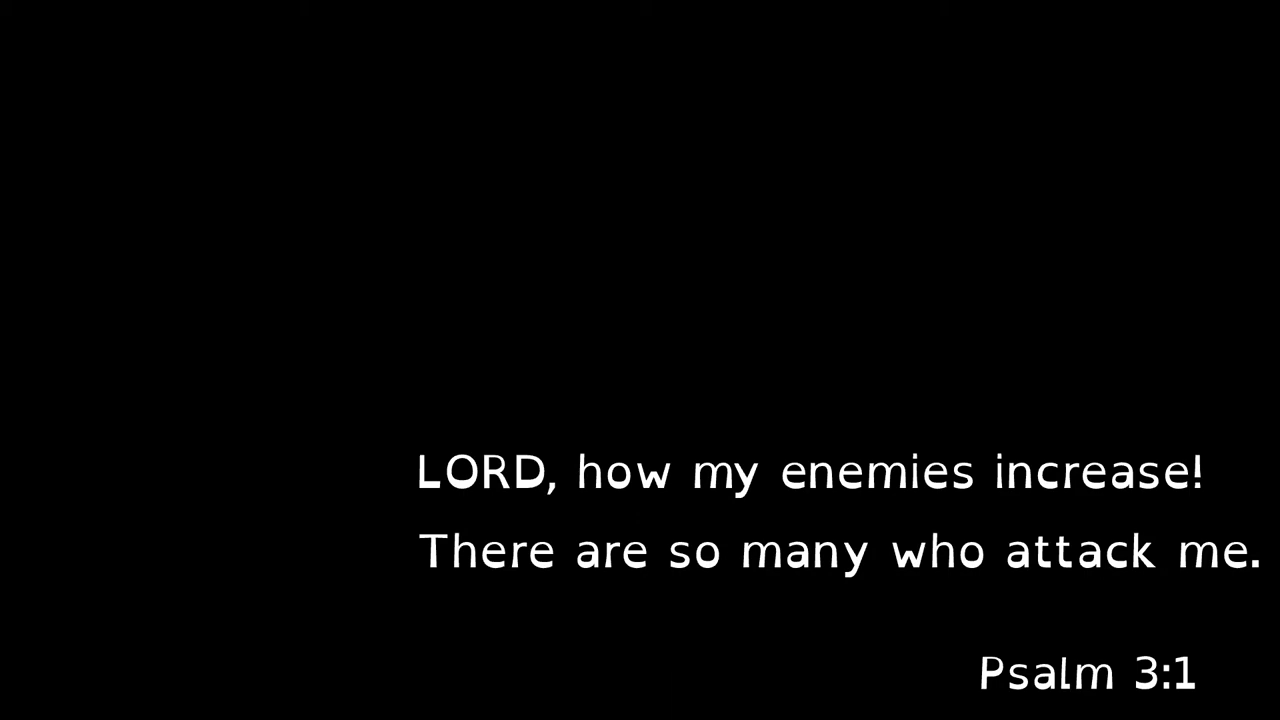 LORD, how my enemies increase!
There are so many who attack me.
Psalm 3:1